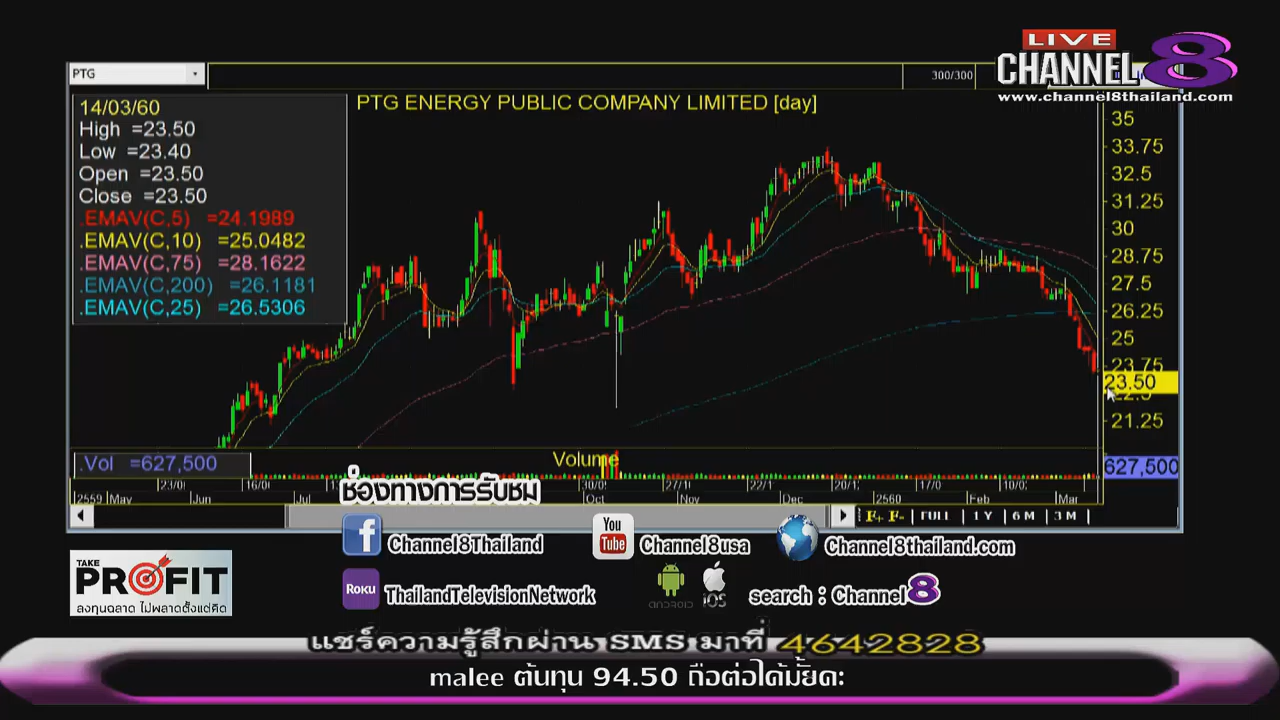 LIVE
CHANNEL 8
www.channel8thailand.com
PTG
300/300
14/03/60
High =23.50
Low =23.40
Open =23.50
Close =23.50
.EMAV(C,5) =24.1989
.EMAV(C,10) =25.0482
.EMAV(C,75) =28.1622
.EMAV(C,200) =26.1181
.EMAV(C,25) =26.5306
PTG ENERGY PUBLIC COMPANY LIMITED [day]
35
33.75
32.5
31.25
30
28.75
27.5
26.25
25
23.75
23.50
22.5
21.25
.Vol =627,500
Volume
627,500
2559 May Jun Jul Oct Nov Dec 2560 Feb Mar
FULL 1 Y 6 M 3 M
ช่องทางการรับชม
Channel8Thailand
You Tube
Channel8usa
Channel8thailand.com
TAKE
PROFIT
ลงทุนฉลาด ไม่พลาดตั้งแต่คิด
Roku
ThailandTelevisionNetwork
iOS
search : Channel 8
แชร์ความรู้สึกผ่าน SMS มาที่ 4642828
malee ต้นทุน 94.50 ถือต่อได้มั้ยคะ